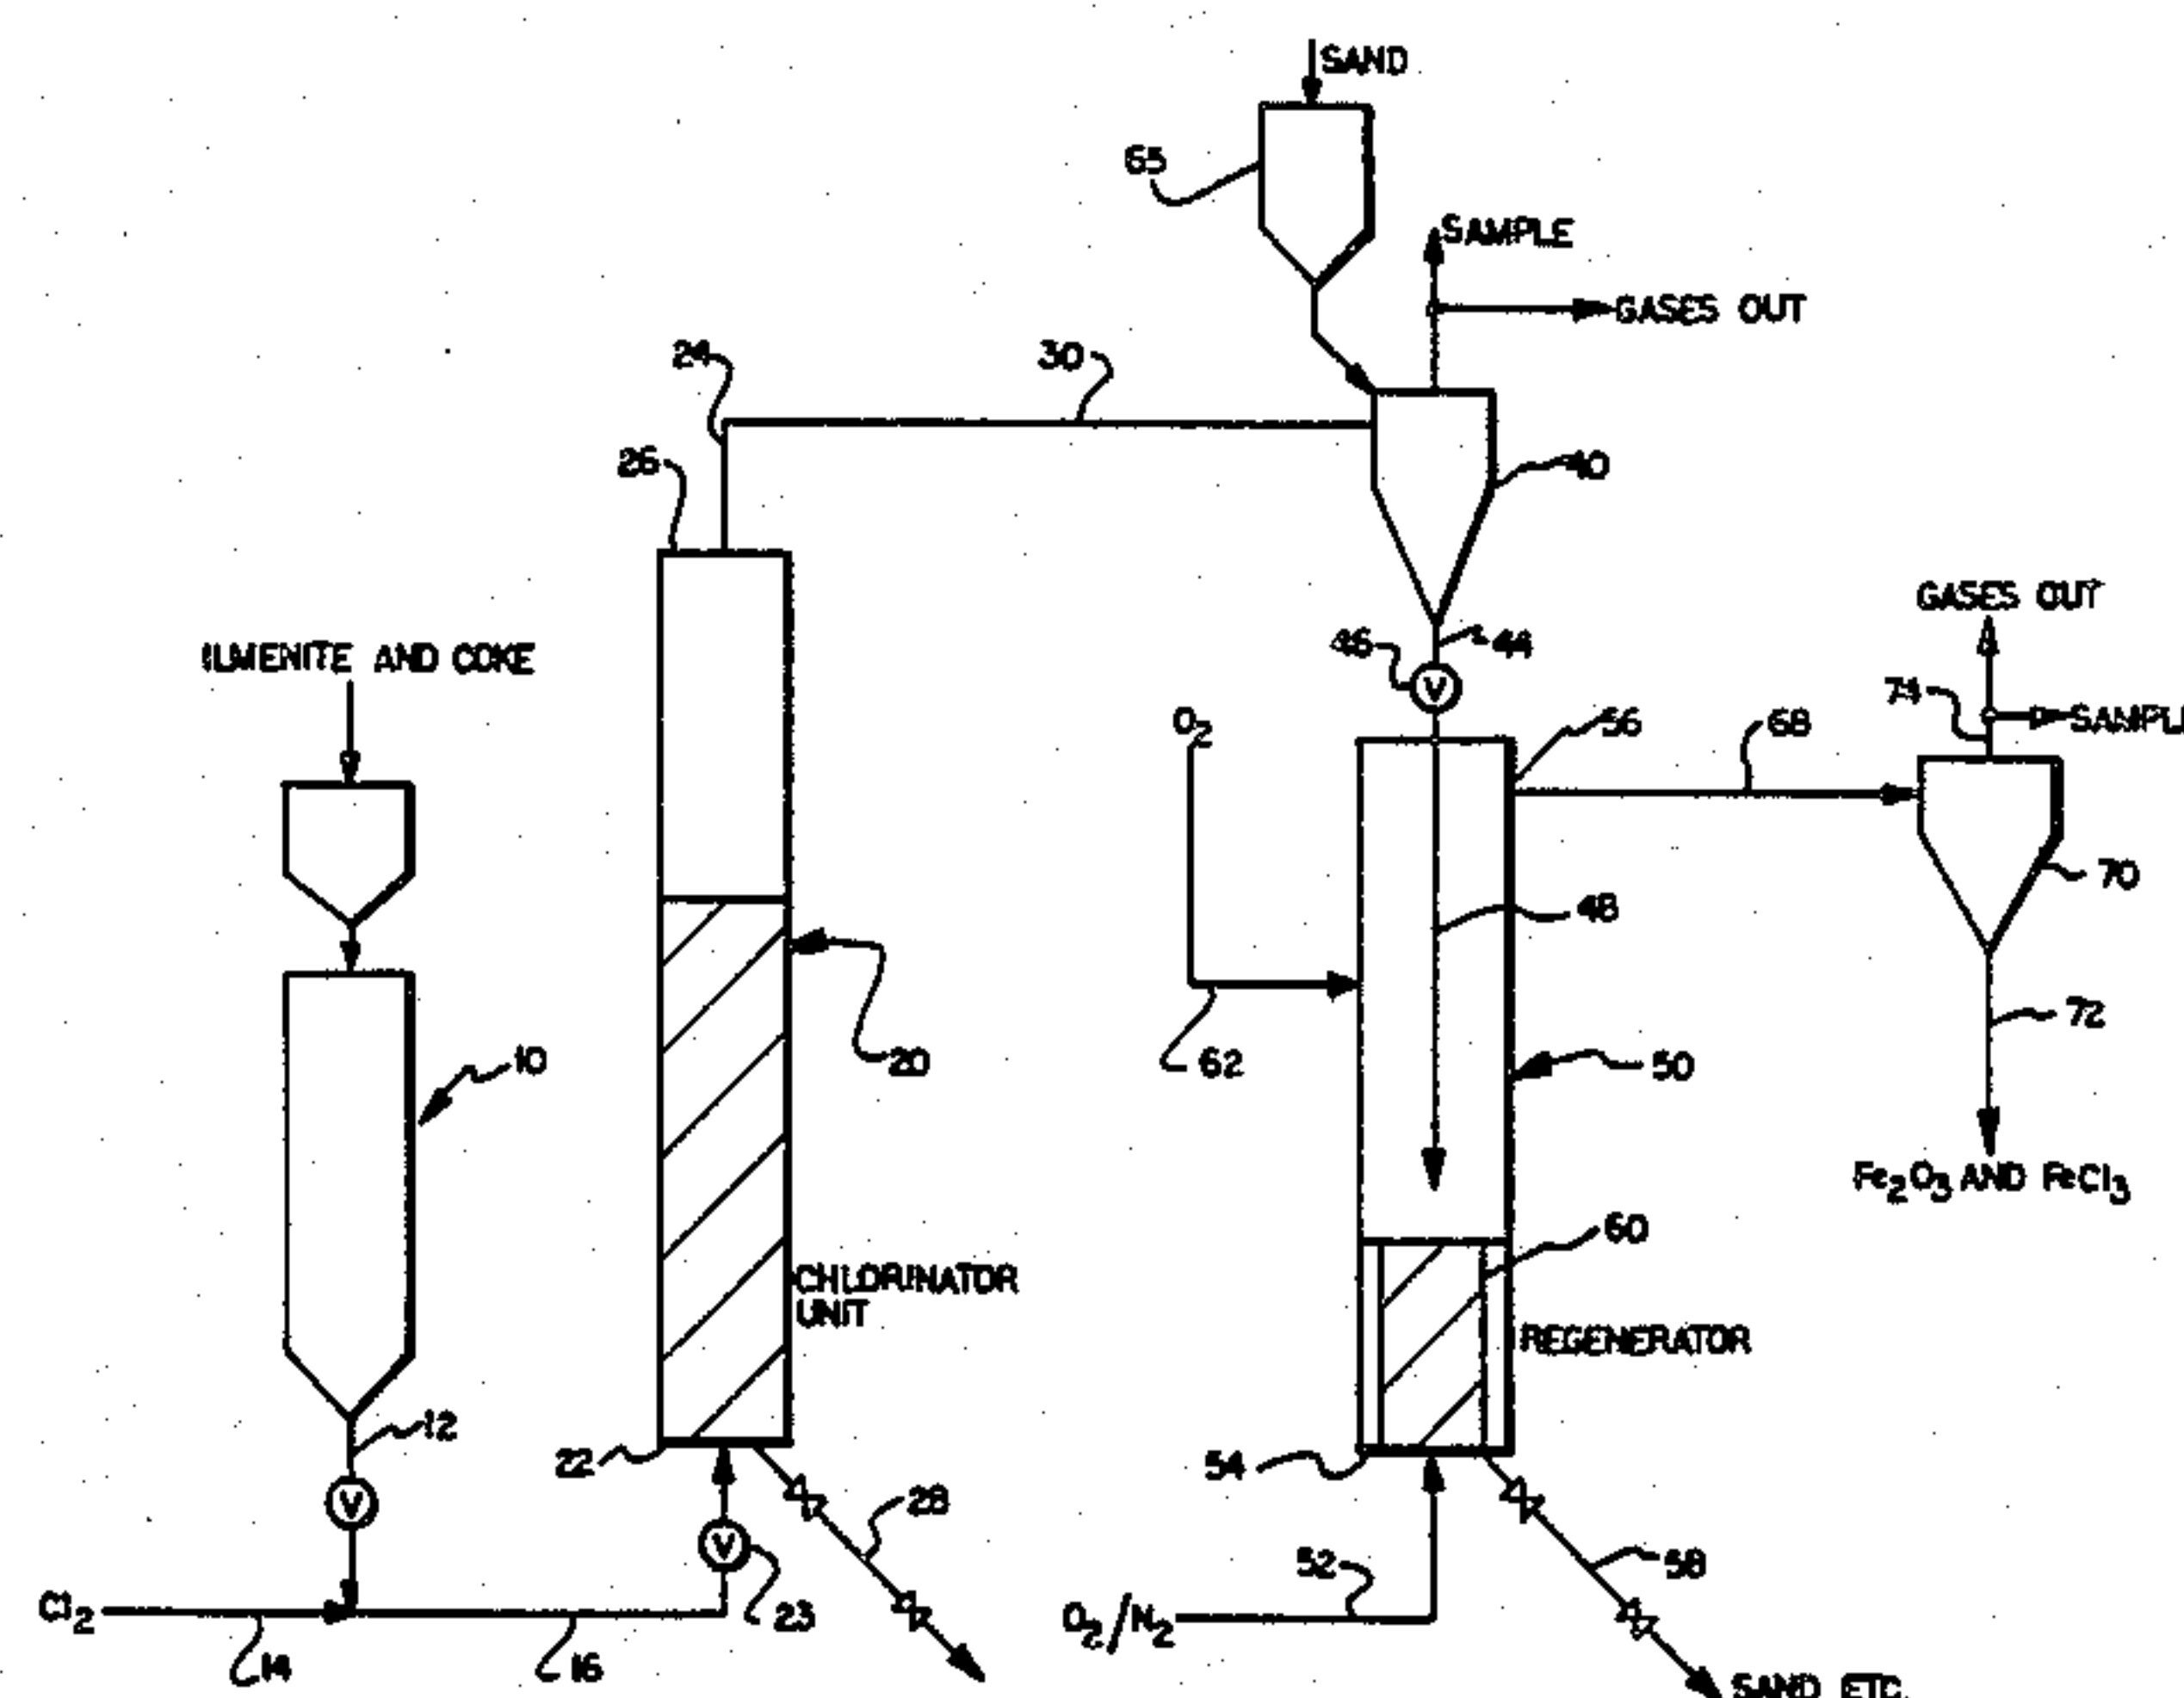 SAND
65
SAMPLE
GASES OUT
24
30
26
40
GASES OUT
46
44
ILMENITE AND COKE
V
74
O2
56
68
SAMPL
70
48
72
10
20
62
50
Fe2O3 AND FeCl3
60
CHLORINATOR
UNIT
REGENERATOR
12
22
54
V
28
V
52
58
Cl2
23
O2/N2
14
16
SAND ETC.